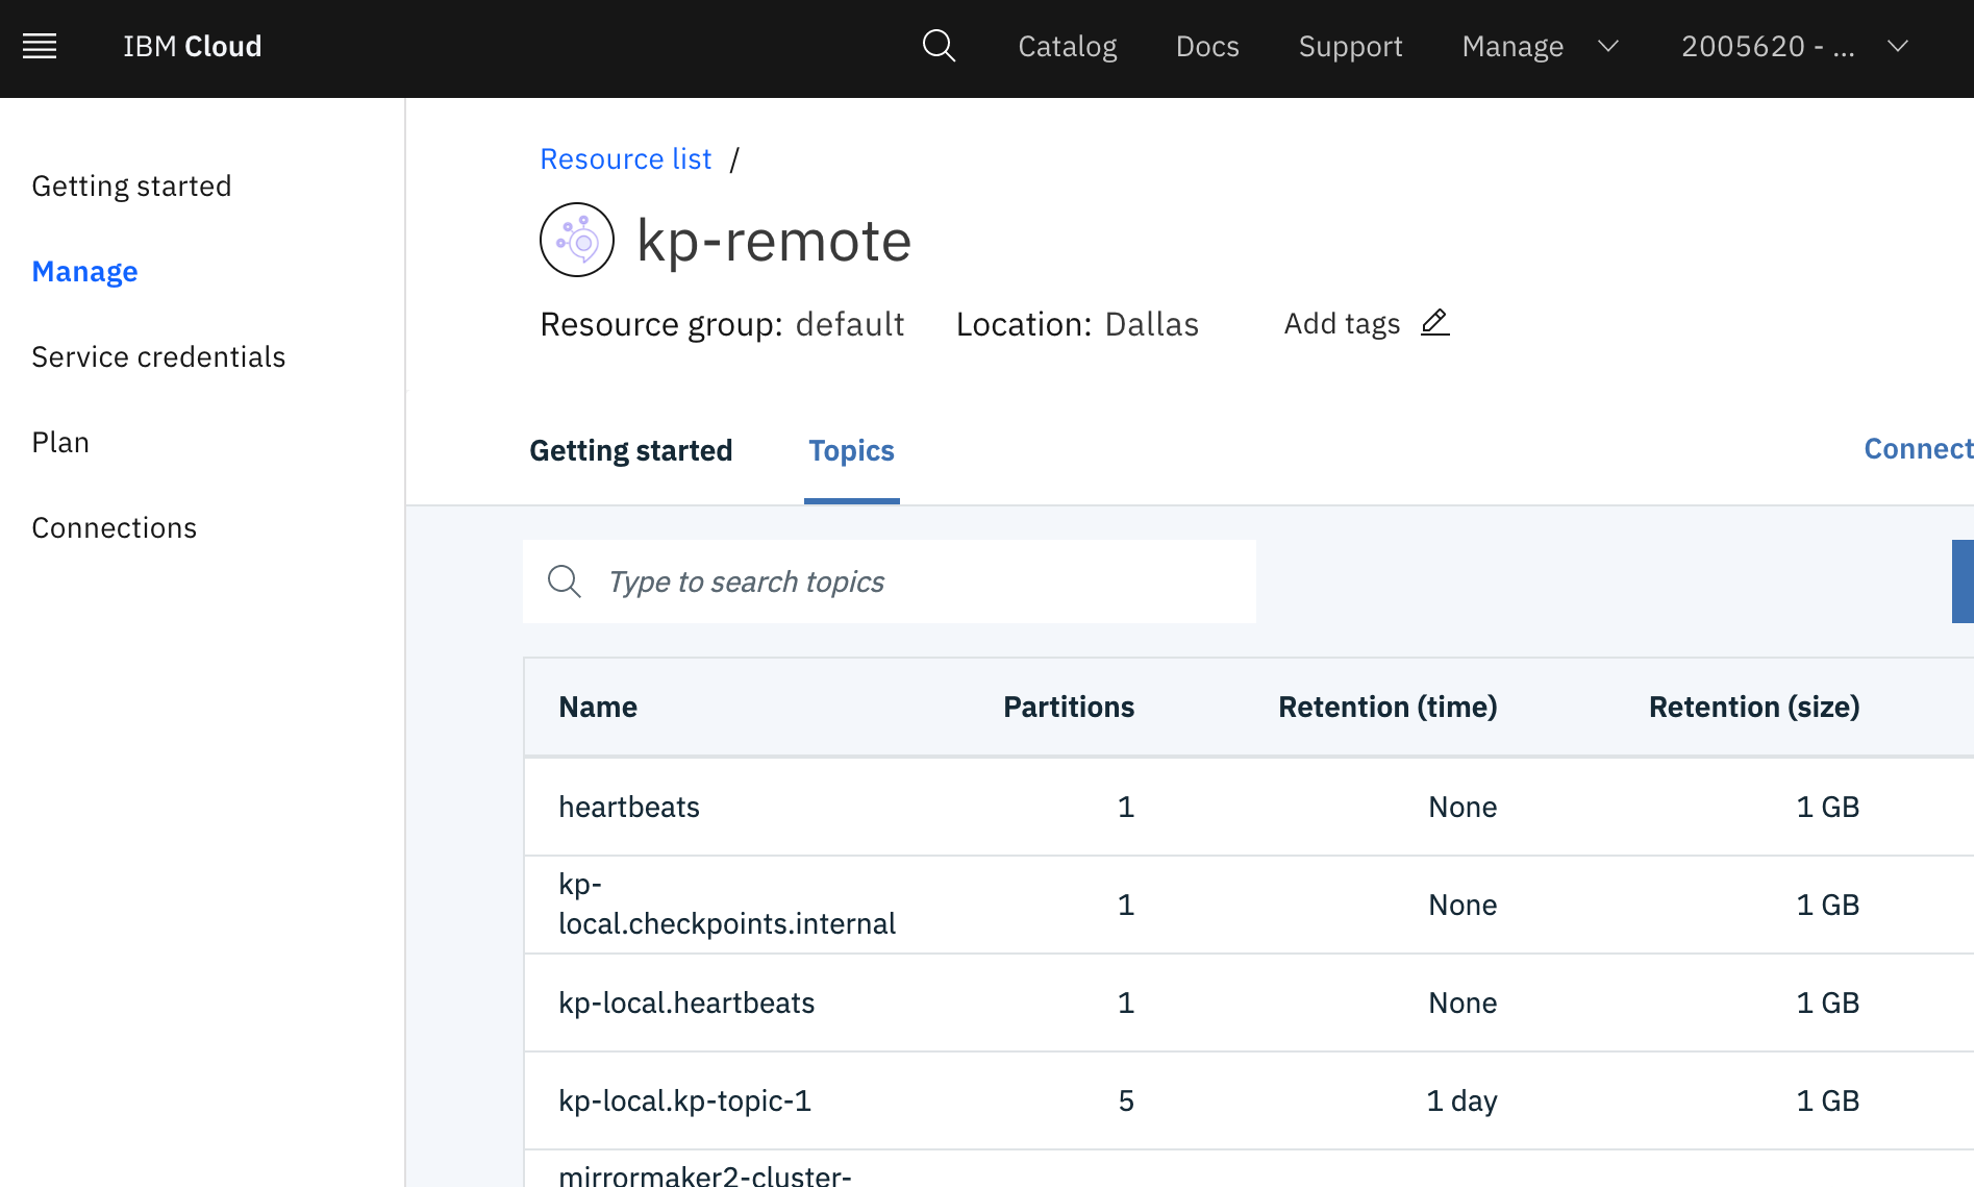 IBM Cloud
Catalog
Docs
Support
Manage
2005620 - ...
Getting started
Manage
Service credentials
Plan
Connections
Resource list /
kp-remote
Resource group: default
Location: Dallas
Add tags
Getting started
Topics
Connect
Type to search topics
Name Partitions Retention (time) Retention (size)
heartbeats 1 None 1 GB
kp-
local.checkpoints.internal 1 None 1 GB
kp-local.heartbeats 1 None 1 GB
kp-local.kp-topic-1 5 1 day 1 GB
mirrormaker2-cluster-